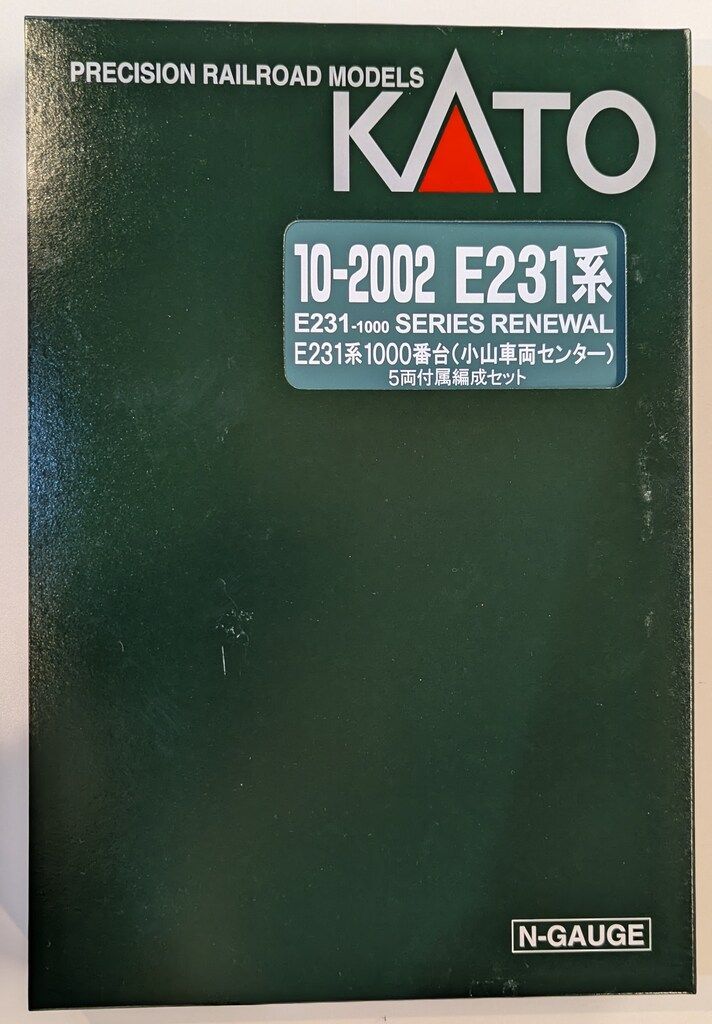 PRECISION RAILROAD MODELS
KATO
10-2002 E231系
E231-1000 SERIES RENEWAL
E231系1000番台(小山車両センター)
5両付属編成セット
N-GAUGE